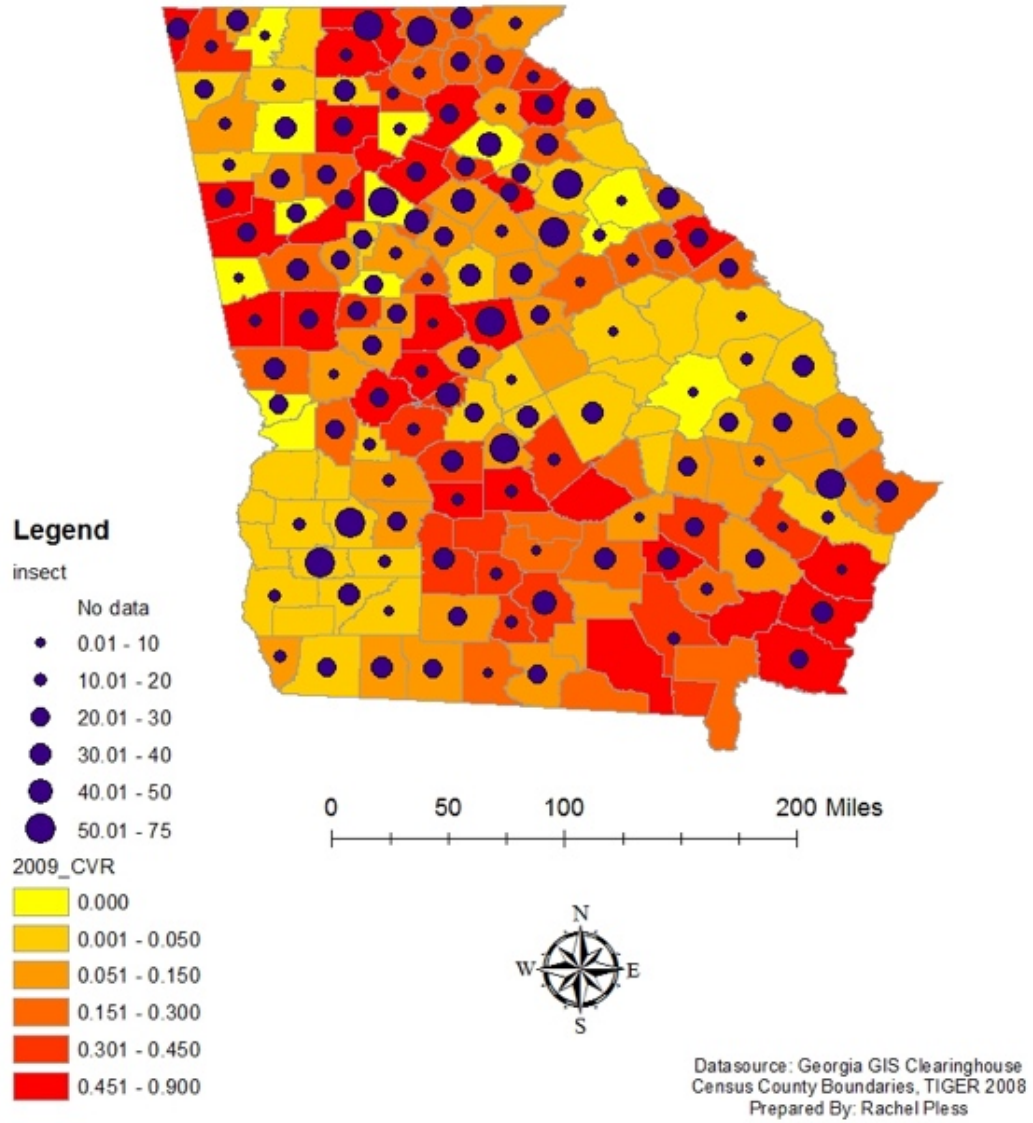 Legend
insect
No data
0.01 - 10
10.01 - 20
20.01 - 30
30.01 - 40
40.01 - 50
50.01 - 75
2009_CVR
0.000
0.001 - 0.050
0.051 - 0.150
0.151 - 0.300
0.301 - 0.450
0.451 - 0.900
0 50 100 200 Miles
N
W E
S
Datasource: Georgia GIS Clearinghouse
Census County Boundaries, TIGER 2008
Prepared By: Rachel Pless